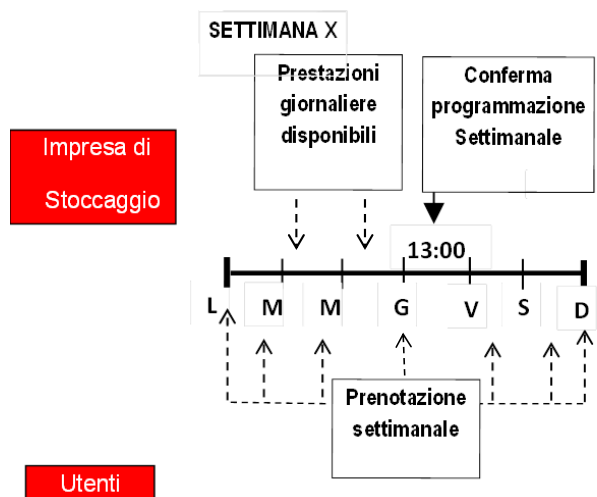 SETTIMANA X
Prestazioni
giornaliere
disponibili
Conferma
programmazione
Settimanale
Impresa di
Stoccaggio
13:00
L M M G V S D
Prenotazione
settimanale
Utenti